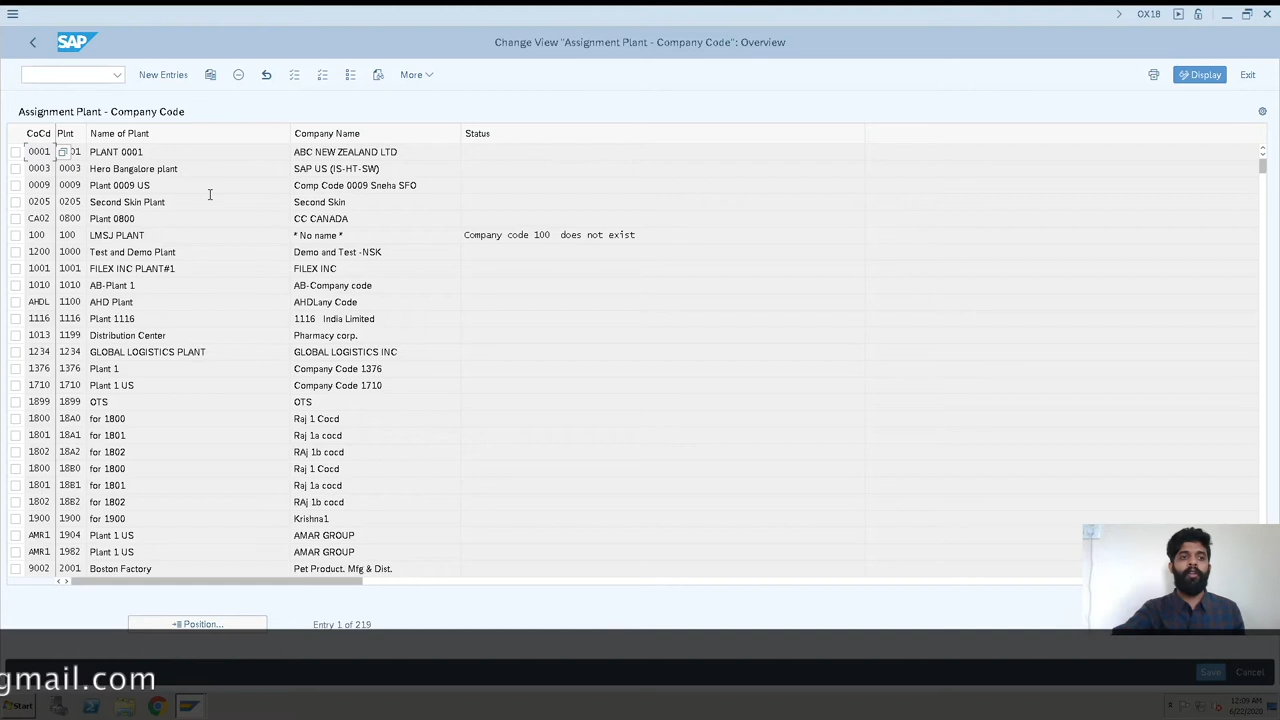 OX18
SAP
Change View "Assignment Plant - Company Code": Overview
New Entries More Display Exit
Assignment Plant - Company Code
CoCd Plnt Name of Plant Company Name Status
0001 01 PLANT 0001 ABC NEW ZEALAND LTD
0003 0003 Hero Bangalore plant SAP US (IS-HT-SW)
0009 0009 Plant 0009 US Comp Code 0009 Sneha SFO
0205 0205 Second Skin Plant Second Skin
CA02 0800 Plant 0800 CC CANADA
100 100 LMSJ PLANT * No name * Company code 100 does not exist
1200 1000 Test and Demo Plant Demo and Test -NSK
1001 1001 FILEX INC PLANT#1 FILEX INC
1010 1010 AB-Plant 1 AB-Company code
AHDL 1100 AHD Plant AHDLany Code
1116 1116 Plant 1116 1116 India Limited
1013 1199 Distribution Center Pharmacy corp.
1234 1234 GLOBAL LOGISTICS PLANT GLOBAL LOGISTICS INC
1376 1376 Plant 1 Company Code 1376
1710 1710 Plant 1 US Company Code 1710
1899 1899 OTS OTS
1800 18A0 for 1800 Raj 1 Cocd
1801 18A1 for 1801 Raj 1a cocd
1802 18A2 for 1802 RAj 1b cocd
1800 18B0 for 1800 Raj 1 Cocd
1801 18B1 for 1801 Raj 1a cocd
1802 18B2 for 1802 RAj 1b cocd
1900 1900 for 1900 Krishna1
AMR1 1904 Plant 1 US AMAR GROUP
AMR1 1982 Plant 1 US AMAR GROUP
9002 2001 Boston Factory Pet Product. Mfg & Dist.
Position... Entry 1 of 219
gmail.com Save Cancel
Start 12:09 AM
6/22/2020